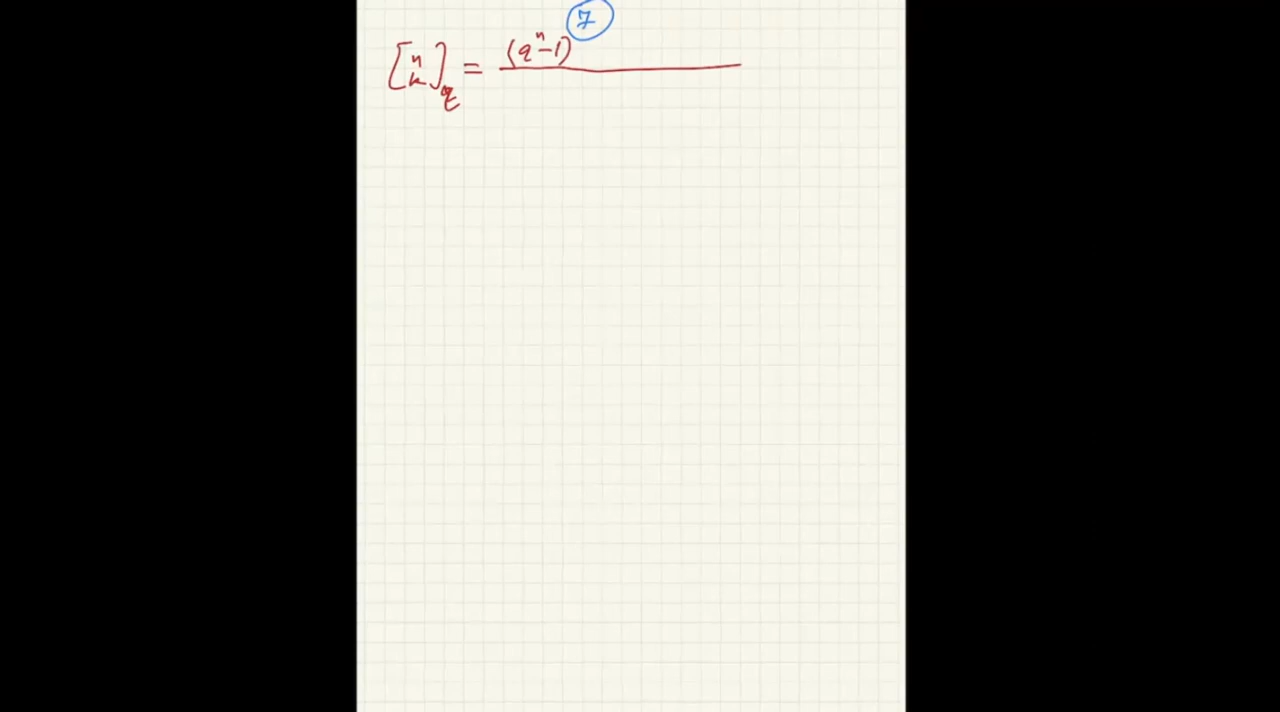 7
[n k]_q = (q^n-1)